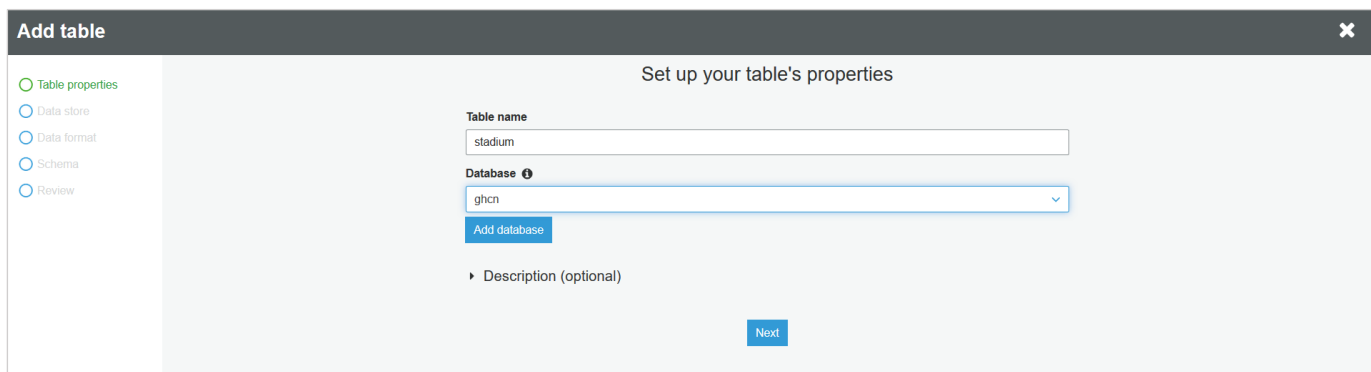 Add table
Table properties
Data store
Data format
Schema
Review
Set up your table's properties
Table name
stadium
Database
ghcn
Add database
Description (optional)
Next